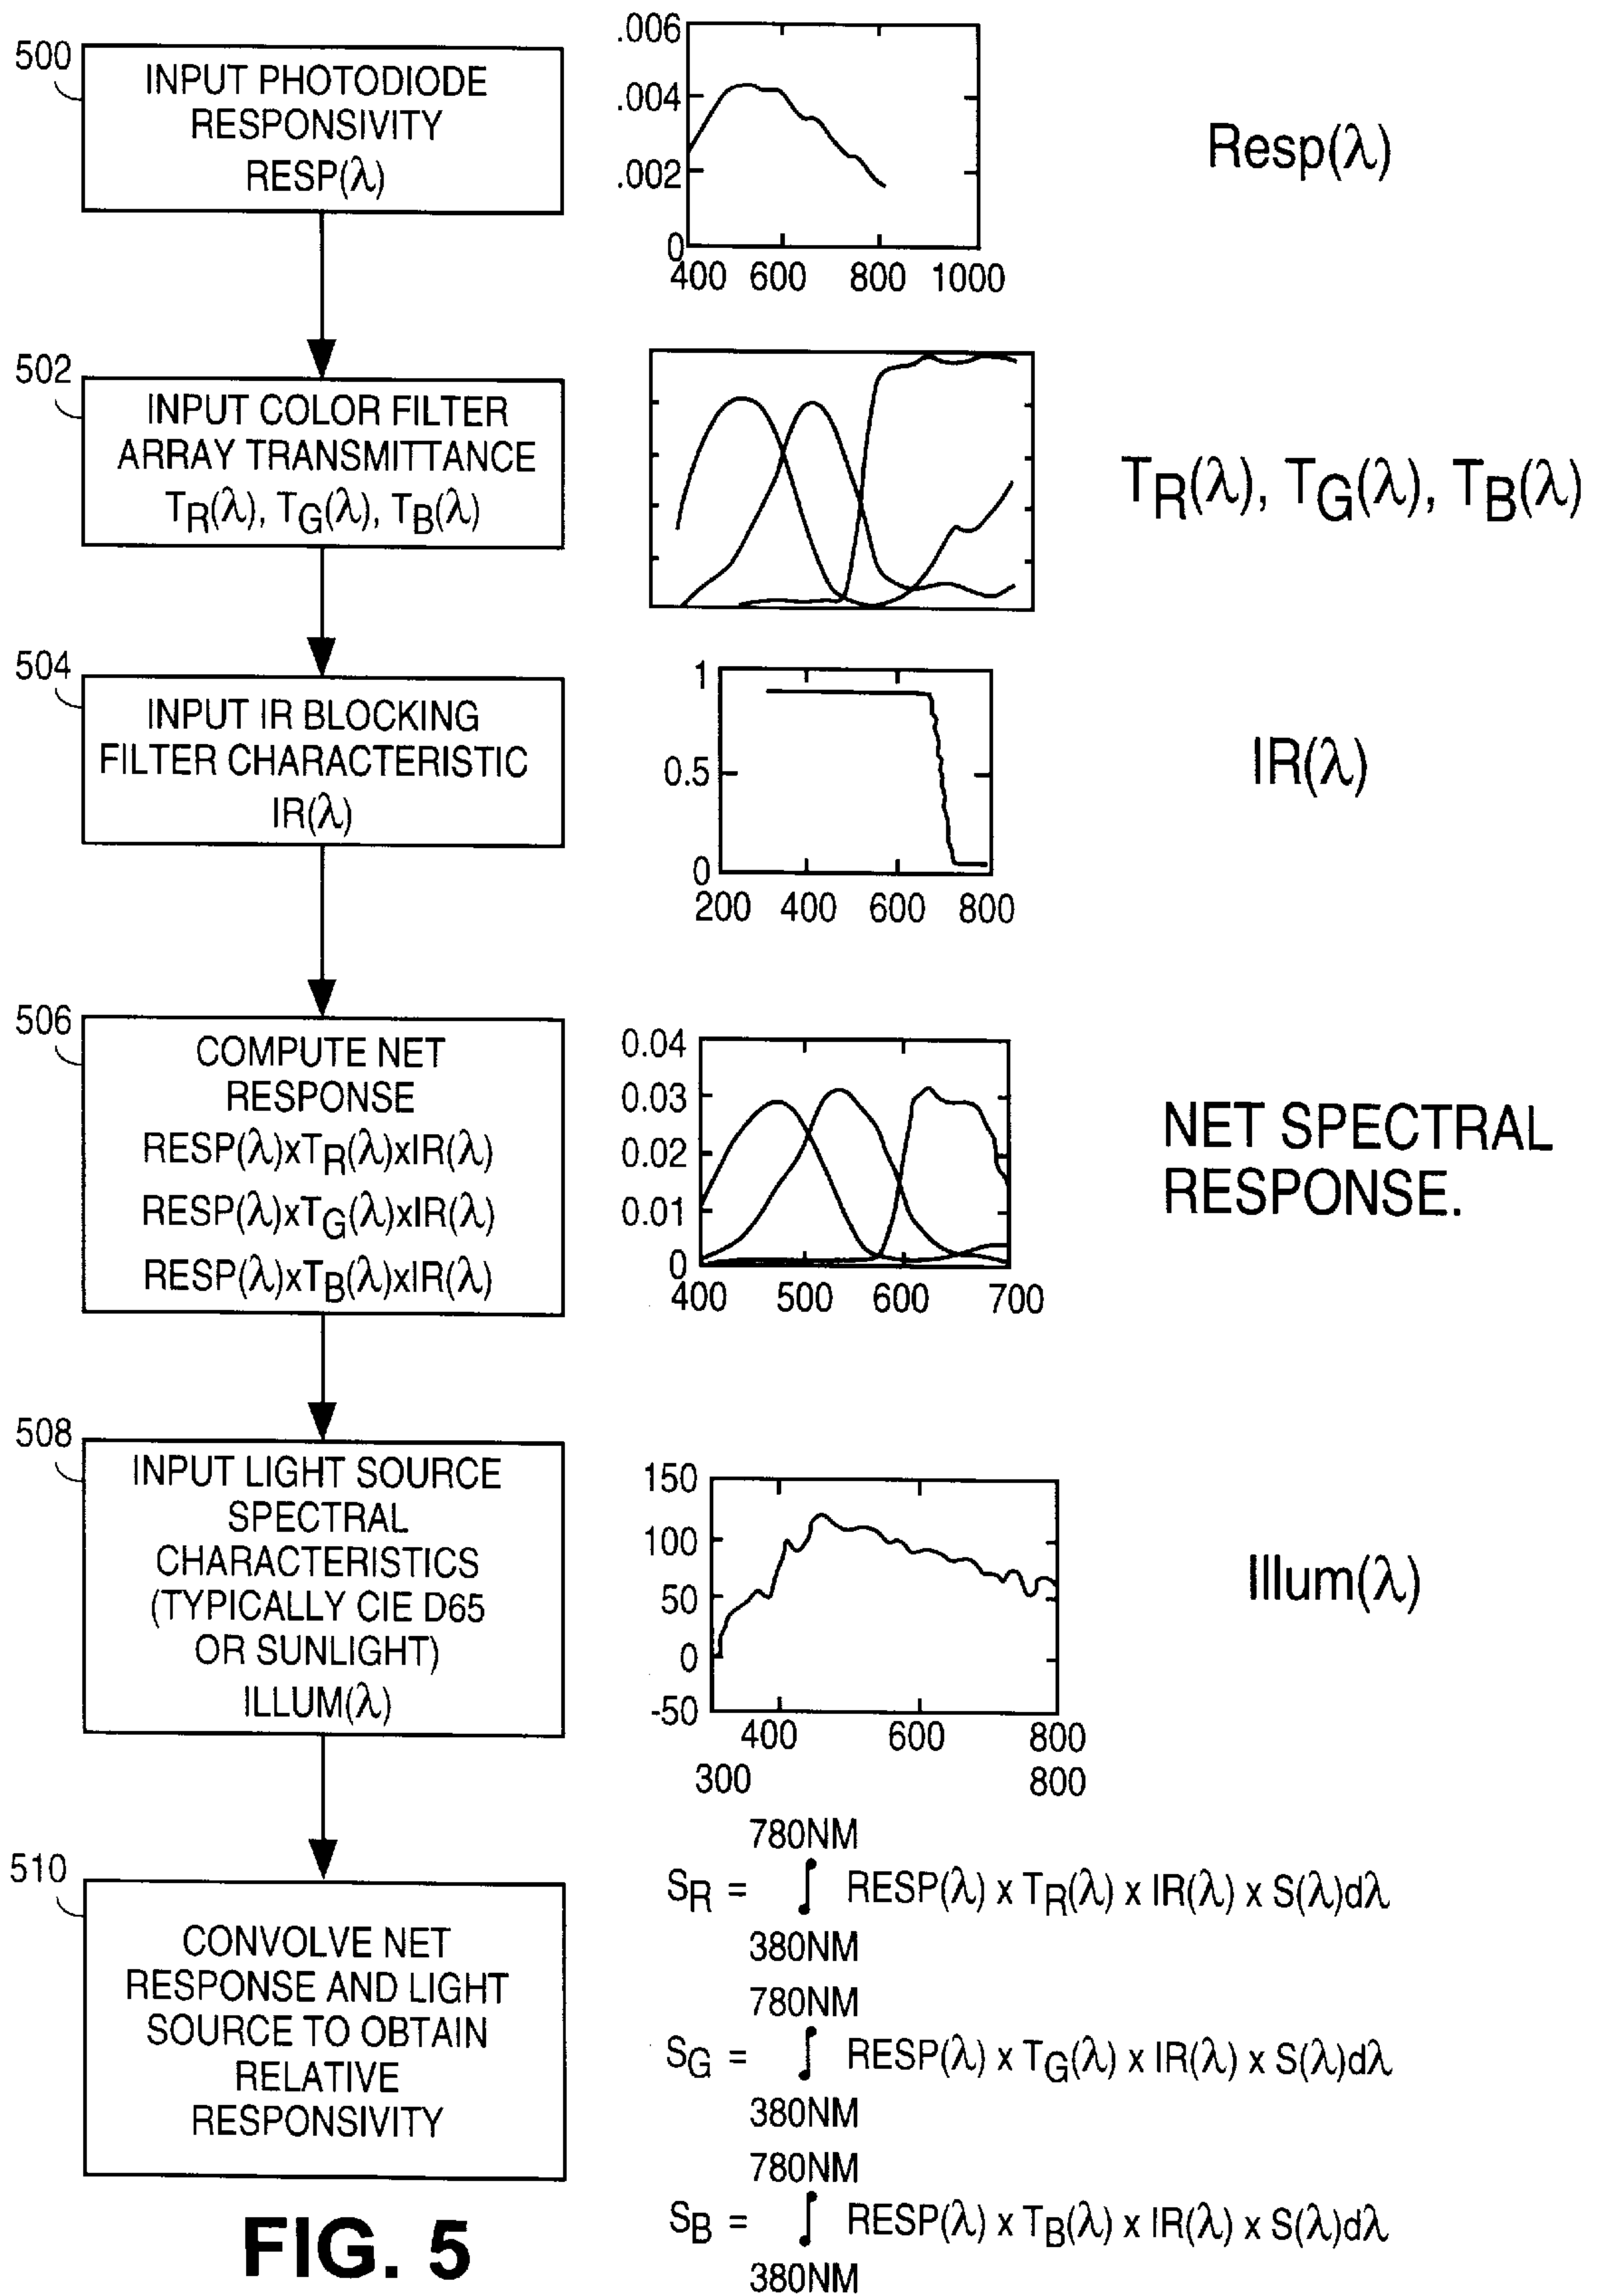 500
INPUT PHOTODIODE
RESPONSIVITY
RESP(λ)
.006
.004
.002
0
400 600 800 1000
Resp(λ)
502
INPUT COLOR FILTER
ARRAY TRANSMITTANCE
TR(λ), TG(λ), TB(λ)
TR(λ), TG(λ), TB(λ)
504
INPUT IR BLOCKING
FILTER CHARACTERISTIC
IR(λ)
1
0.5
0
200 400 600 800
IR(λ)
506
COMPUTE NET
RESPONSE
RESP(λ)xTR(λ)xIR(λ)
RESP(λ)xTG(λ)xIR(λ)
RESP(λ)xTB(λ)xIR(λ)
0.04
0.03
0.02
0.01
0
400 500 600 700
NET SPECTRAL
RESPONSE.
508
INPUT LIGHT SOURCE
SPECTRAL
CHARACTERISTICS
(TYPICALLY CIE D65
OR SUNLIGHT)
ILLUM(λ)
150
100
50
0
-50
400 600 800
300 800
Illum(λ)
510
CONVOLVE NET
RESPONSE AND LIGHT
SOURCE TO OBTAIN
RELATIVE
RESPONSIVITY
780NM
SR = ∫ RESP(λ) x TR(λ) x IR(λ) x S(λ)dλ
380NM
780NM
SG = ∫ RESP(λ) x TG(λ) x IR(λ) x S(λ)dλ
380NM
780NM
SB = ∫ RESP(λ) x TB(λ) x IR(λ) x S(λ)dλ
380NM
FIG. 5